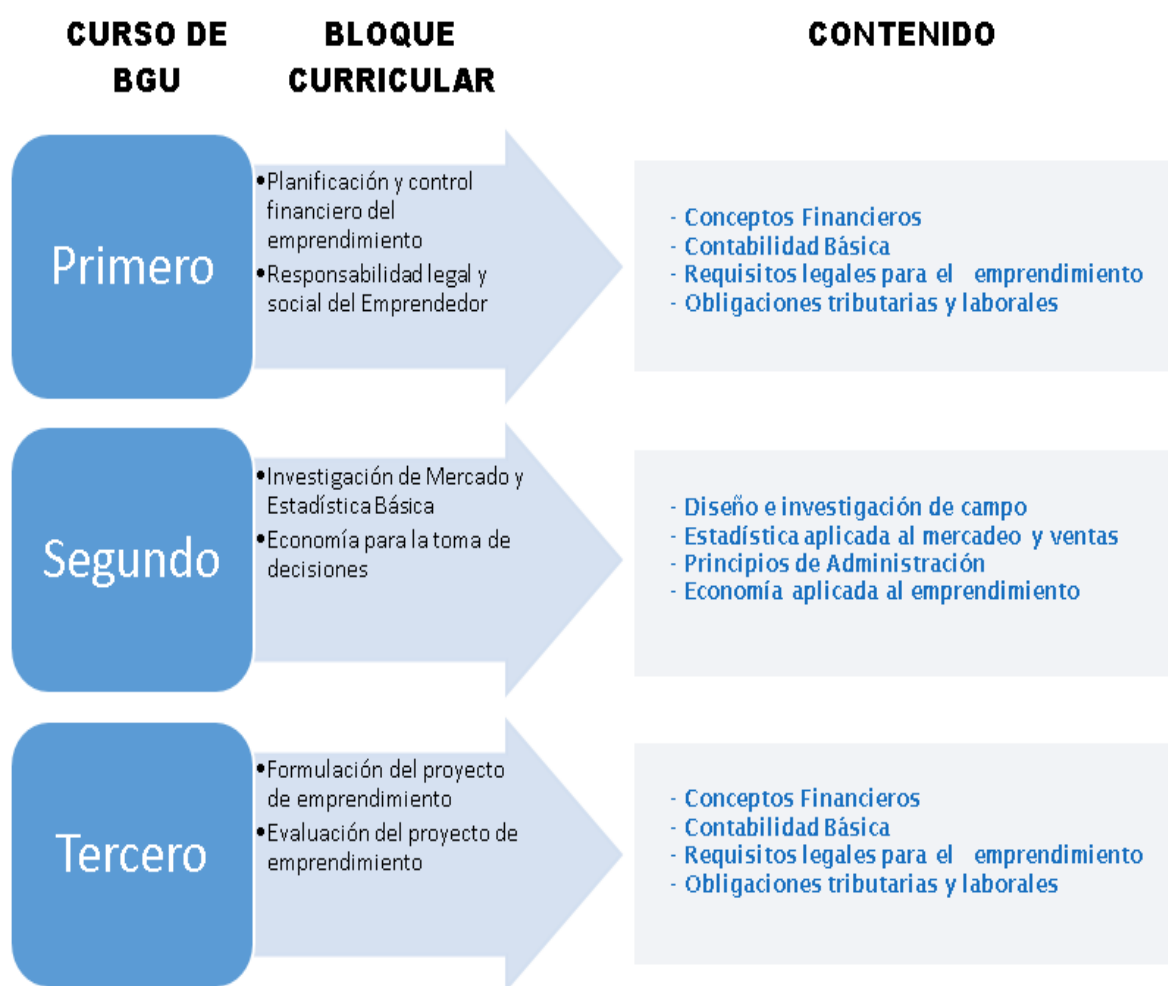 CURSO DE
BGU
BLOQUE
CURRICULAR
CONTENIDO
Primero
•Planificación y control
financiero del
emprendimiento
•Responsabilidad legal y
social del Emprendedor
- Conceptos Financieros
- Contabilidad Básica
- Requisitos legales para el emprendimiento
- Obligaciones tributarias y laborales
Segundo
•Investigación de Mercado y
Estadística Básica
•Economía para la toma de
decisiones
- Diseño e investigación de campo
- Estadística aplicada al mercadeo y ventas
- Principios de Administración
- Economía aplicada al emprendimiento
Tercero
•Formulación del proyecto
de emprendimiento
•Evaluación del proyecto de
emprendimiento
- Conceptos Financieros
- Contabilidad Básica
- Requisitos legales para el emprendimiento
- Obligaciones tributarias y laborales